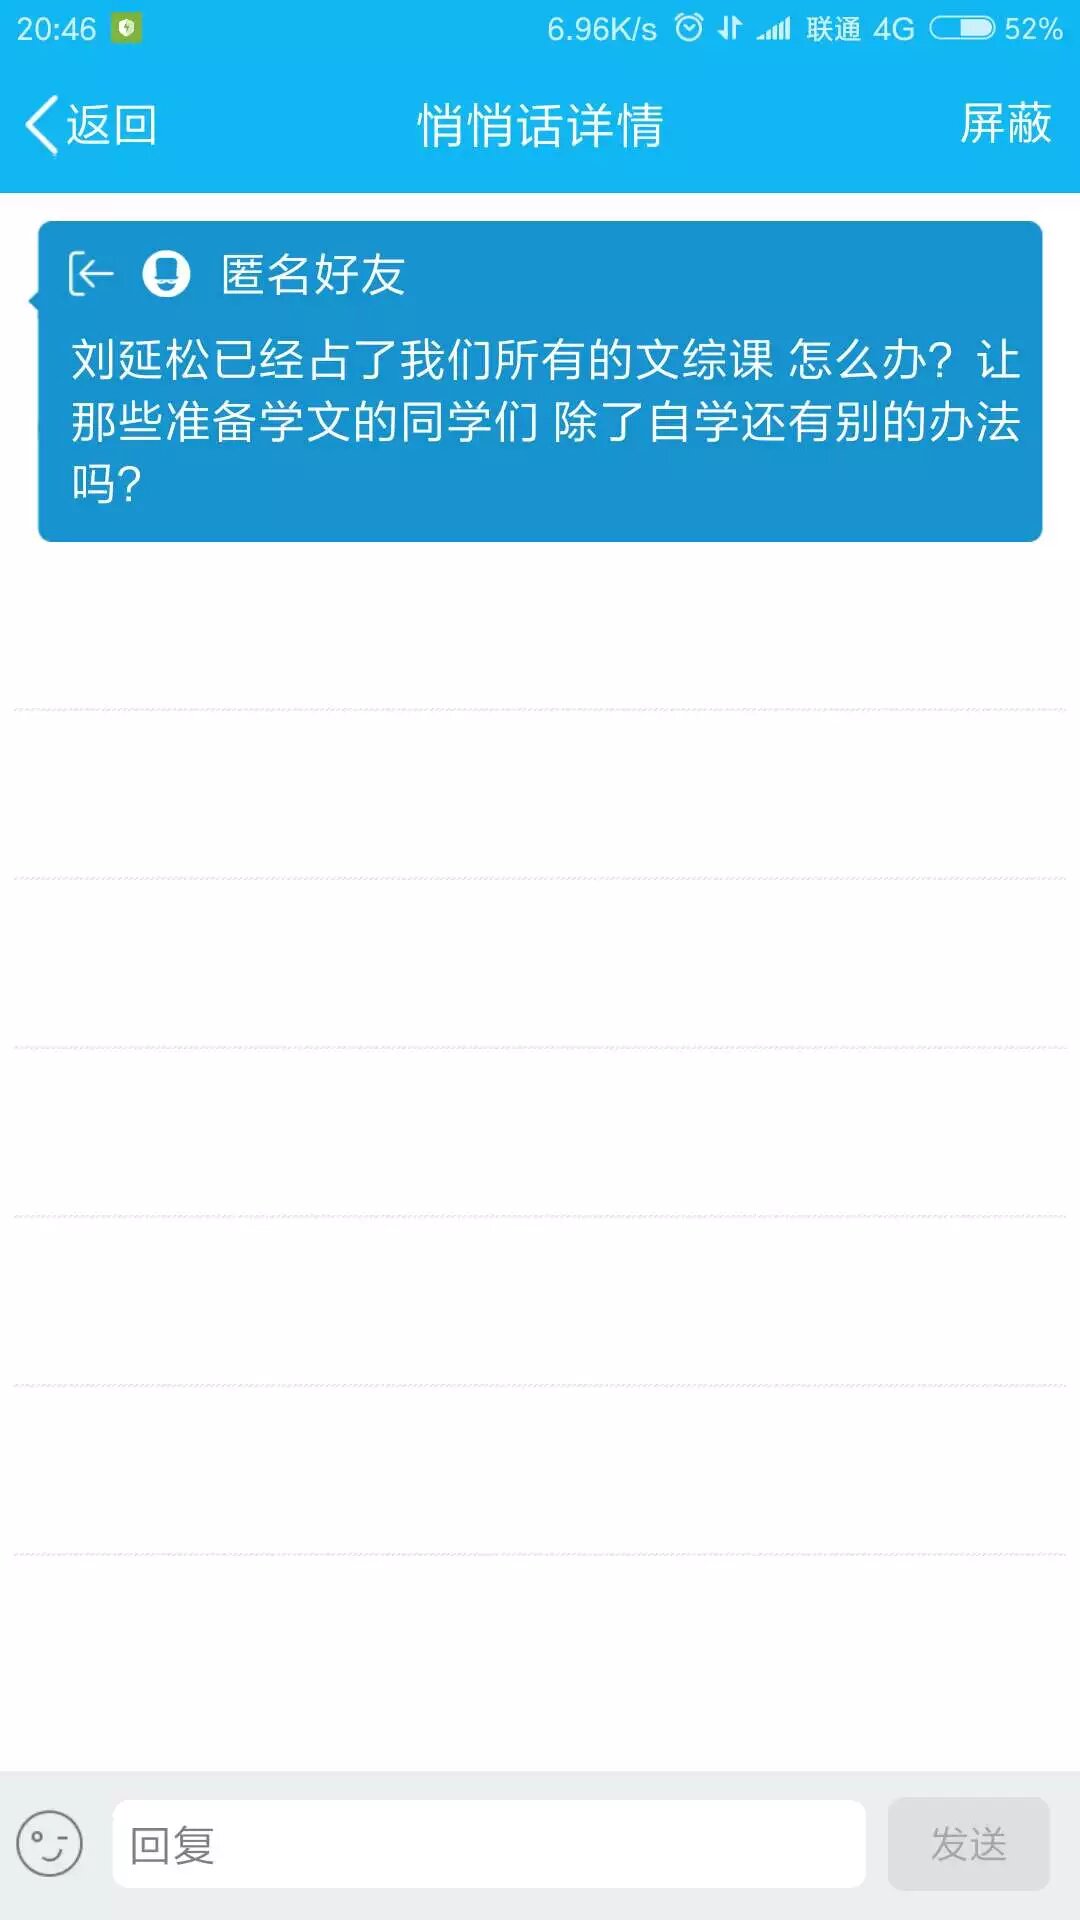 20:46 6.96K/s 联通 4G 52%
返回 悄悄话详情 屏蔽
匿名好友
刘延松已经占了我们所有的文综课 怎么办？让
那些准备学文的同学们 除了自学还有别的办法
吗？
回复 发送